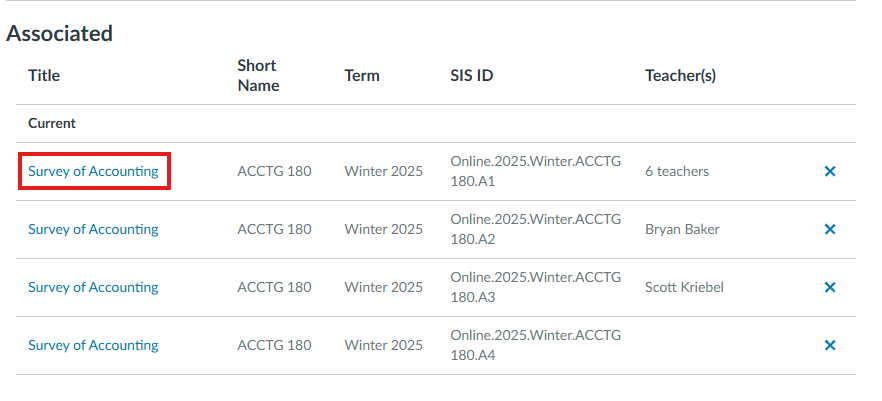 Associated
Title Short Name Term SIS ID Teacher(s)
Current
Survey of Accounting ACCTG 180 Winter 2025 Online.2025.Winter.ACCTG 180.A1 6 teachers ×
Survey of Accounting ACCTG 180 Winter 2025 Online.2025.Winter.ACCTG 180.A2 Bryan Baker ×
Survey of Accounting ACCTG 180 Winter 2025 Online.2025.Winter.ACCTG 180.A3 Scott Kriebel ×
Survey of Accounting ACCTG 180 Winter 2025 Online.2025.Winter.ACCTG 180.A4 ×